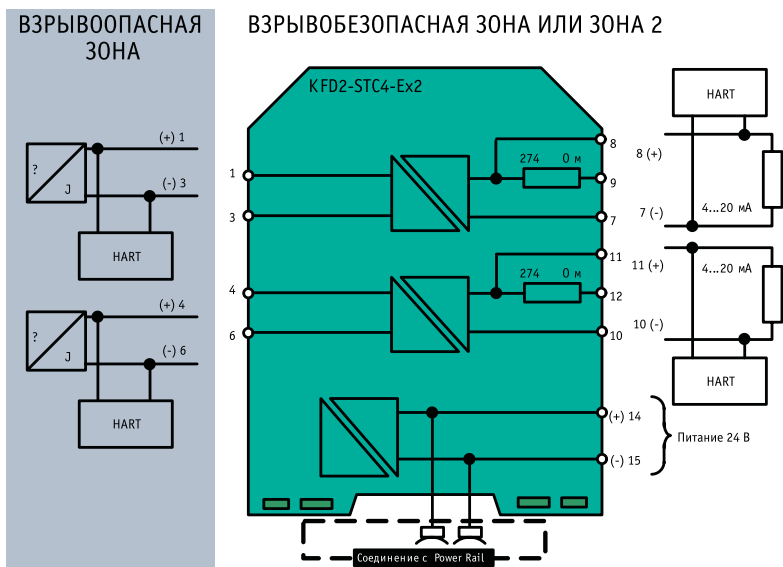 ВЗРЫВООПАСНАЯ
ЗОНА
ВЗРЫВОБЕЗОПАСНАЯ ЗОНА ИЛИ ЗОНА 2
KFD2-STC4-Ex2
HART
(+) 1
?
J
(-) 3
HART
1
3
274 0 м
8
9
7
8 (+)
7 (-)
4...20 мА
(+) 4
?
J
(-) 6
HART
4
6
274 0 м
11
12
10
11 (+)
4...20 мА
10 (-)
HART
(+) 14
(-) 15
Питание 24 В
Соединение с Power Rail